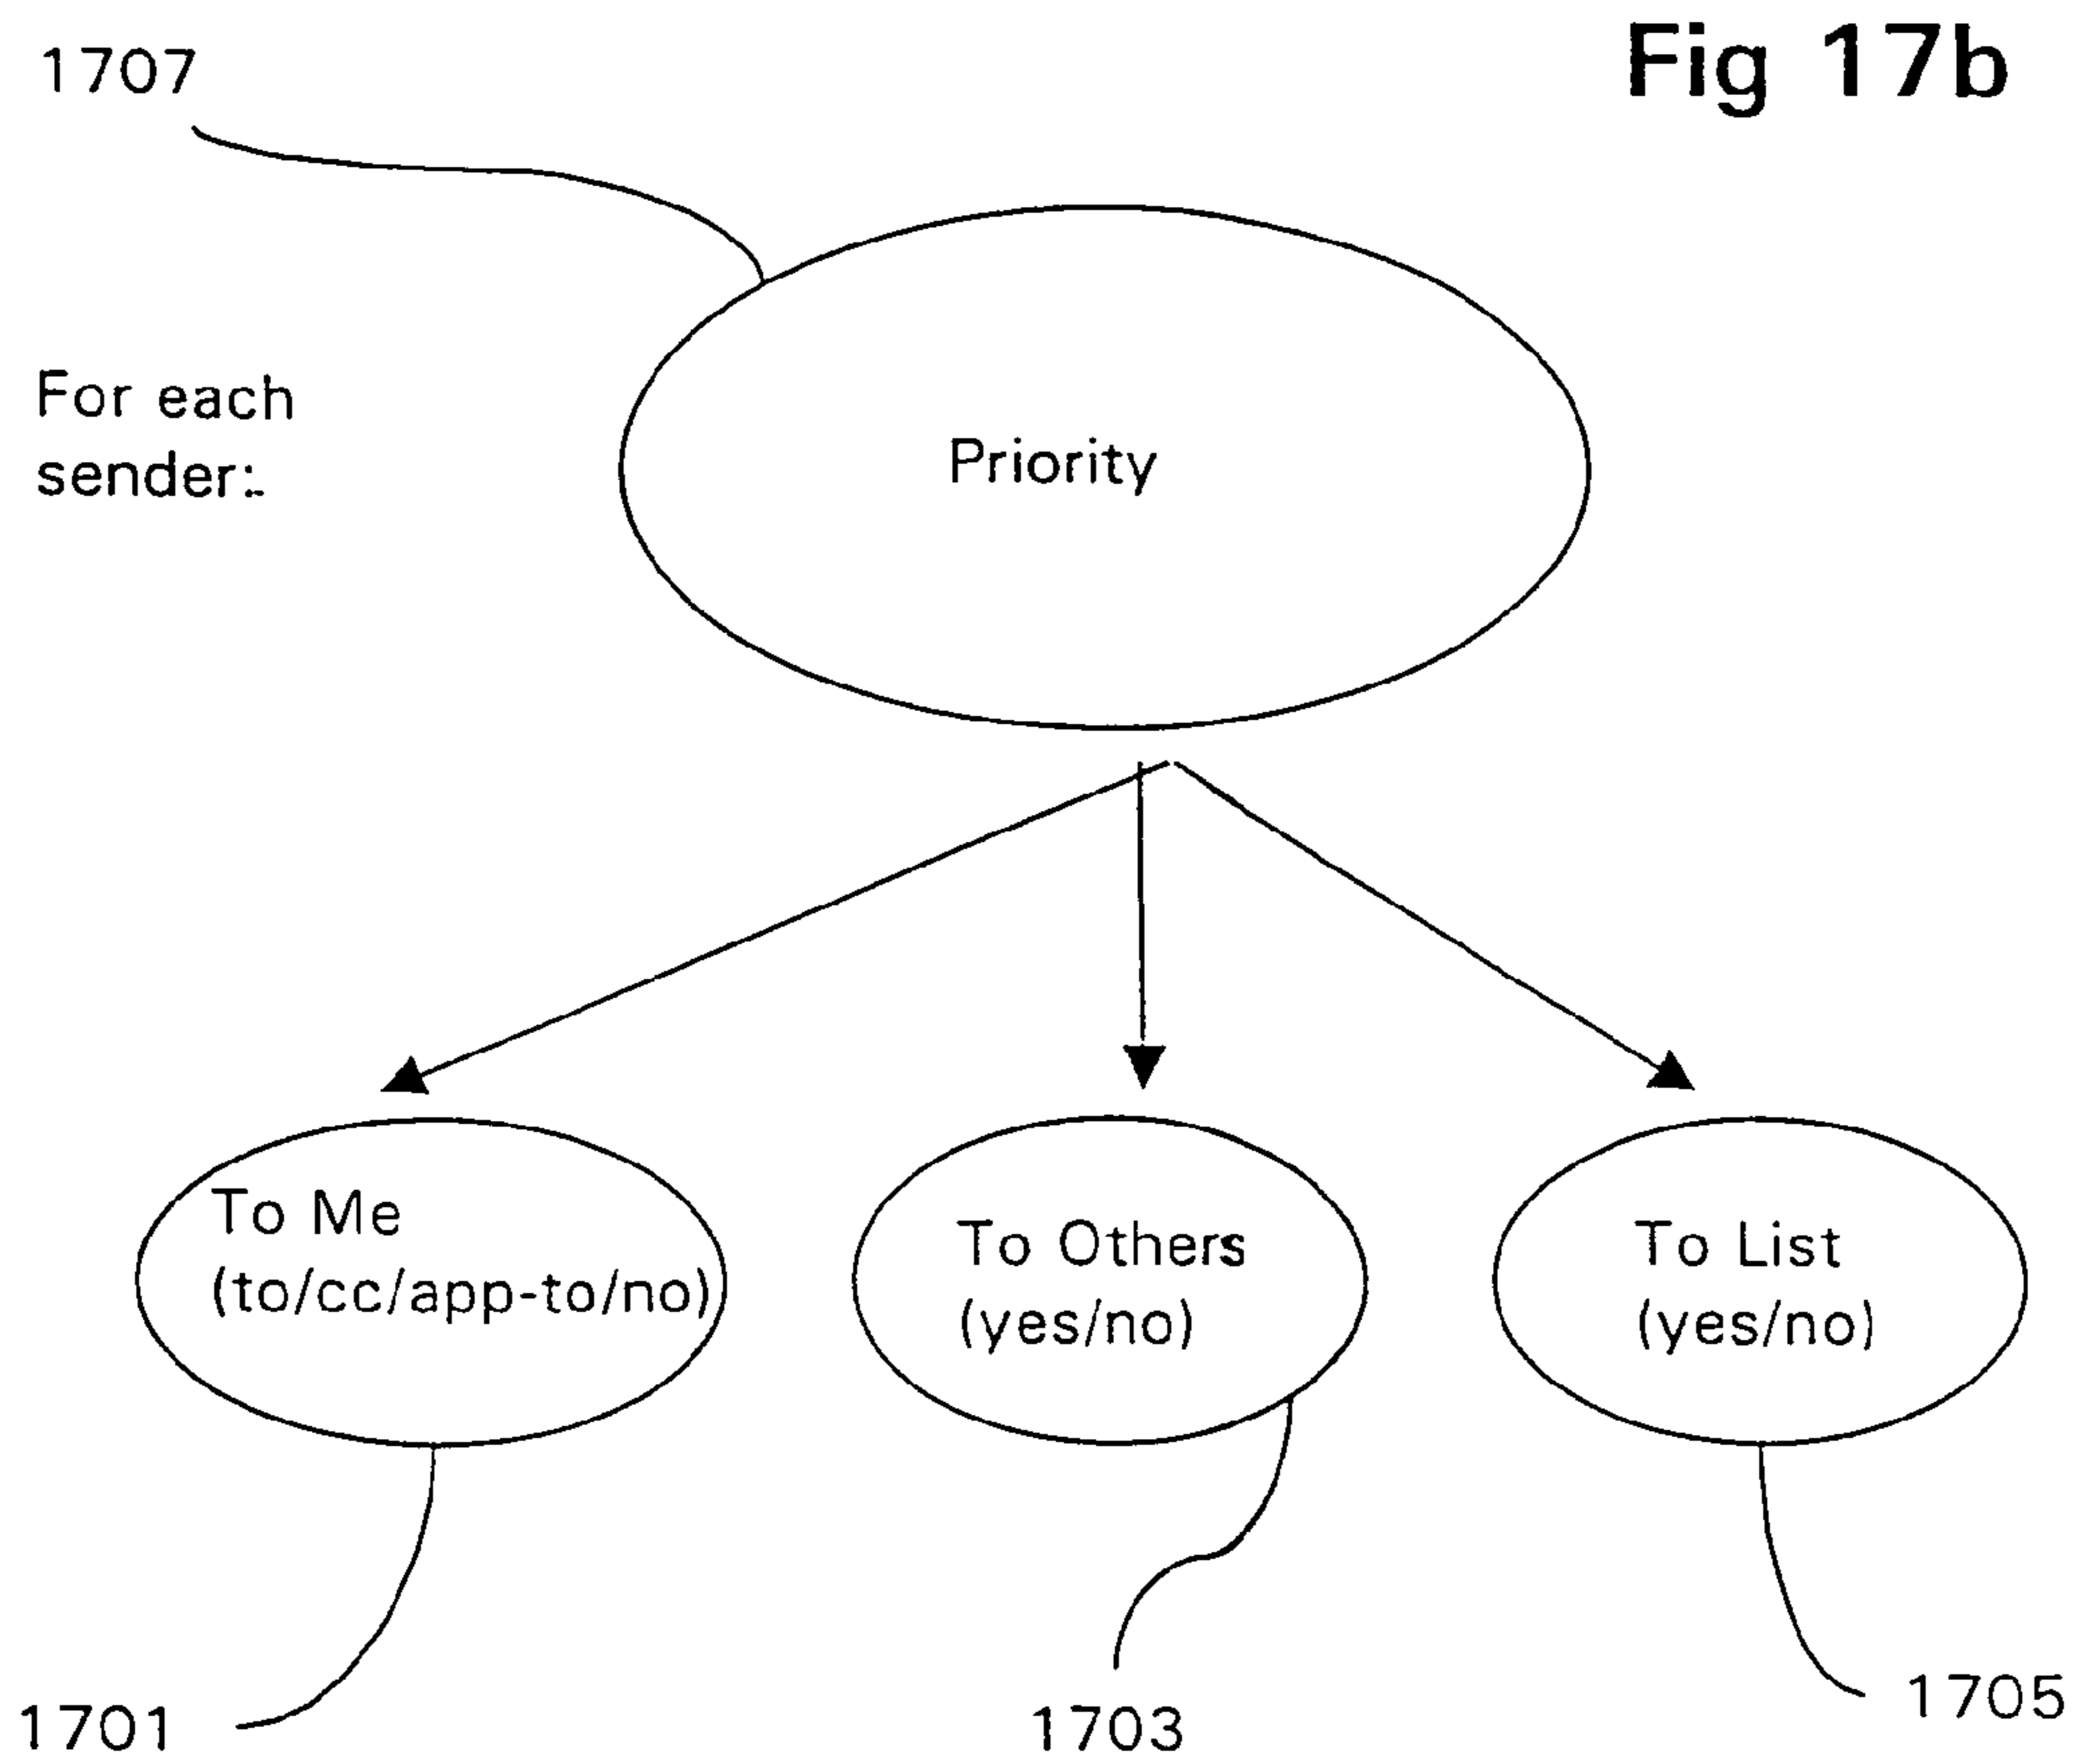 Fig 17b
1707
For each
sender:-
Priority
To Me
(to/cc/app-to/no)
To Others
(yes/no)
To List
(yes/no)
1701
1703
1705